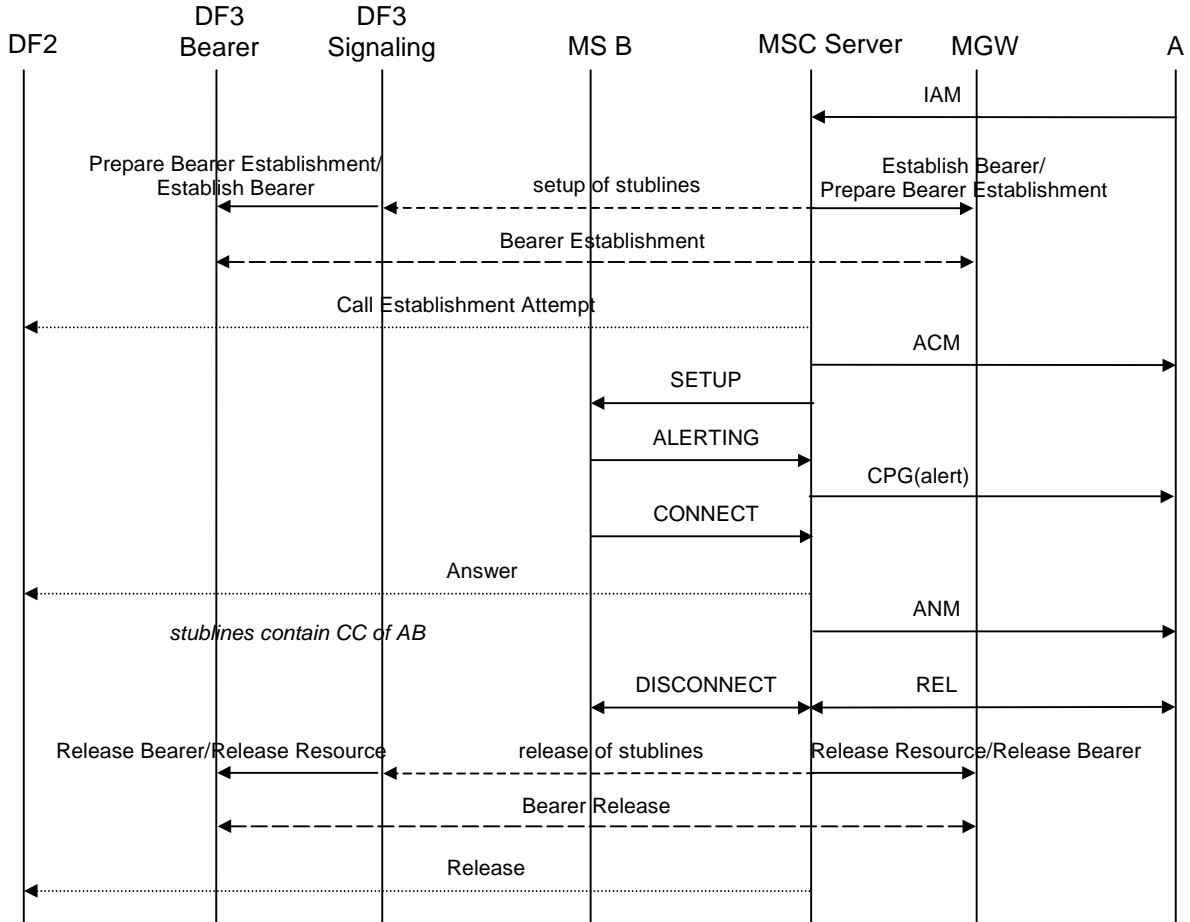 DF2
DF3
Bearer
DF3
Signaling
MS B
MSC Server
MGW
A
IAM
Prepare Bearer Establishment/
Establish Bearer
setup of stublines
Establish Bearer/
Prepare Bearer Establishment
Bearer Establishment
Call Establishment Attempt
ACM
SETUP
ALERTING
CPG(alert)
CONNECT
Answer
ANM
stublines contain CC of AB
DISCONNECT
REL
Release Bearer/Release Resource
release of stublines
Release Resource/Release Bearer
Bearer Release
Release